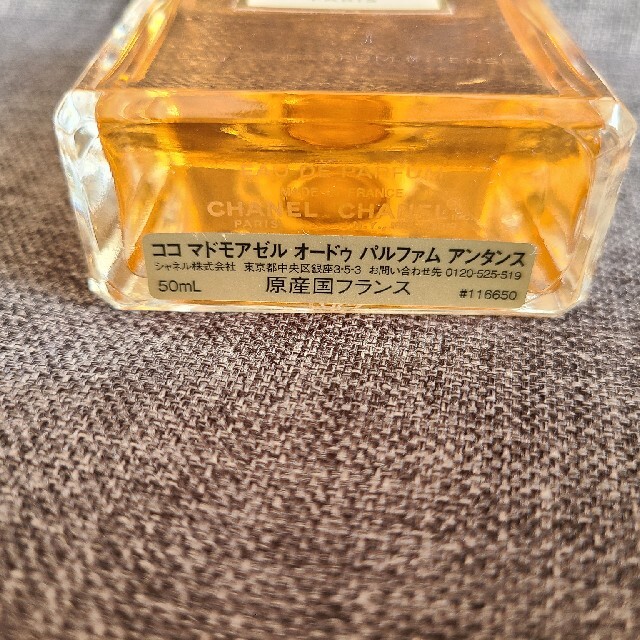 EAU DE PARFUM
CHANEL CHANEL
PARIS
ココ マドモアゼル オードゥ パルファム アンタンス
シャネル株式会社 東京都中央区銀座3-5-3 お問い合わせ先 0120-525-519
50mL 原産国フランス #116650